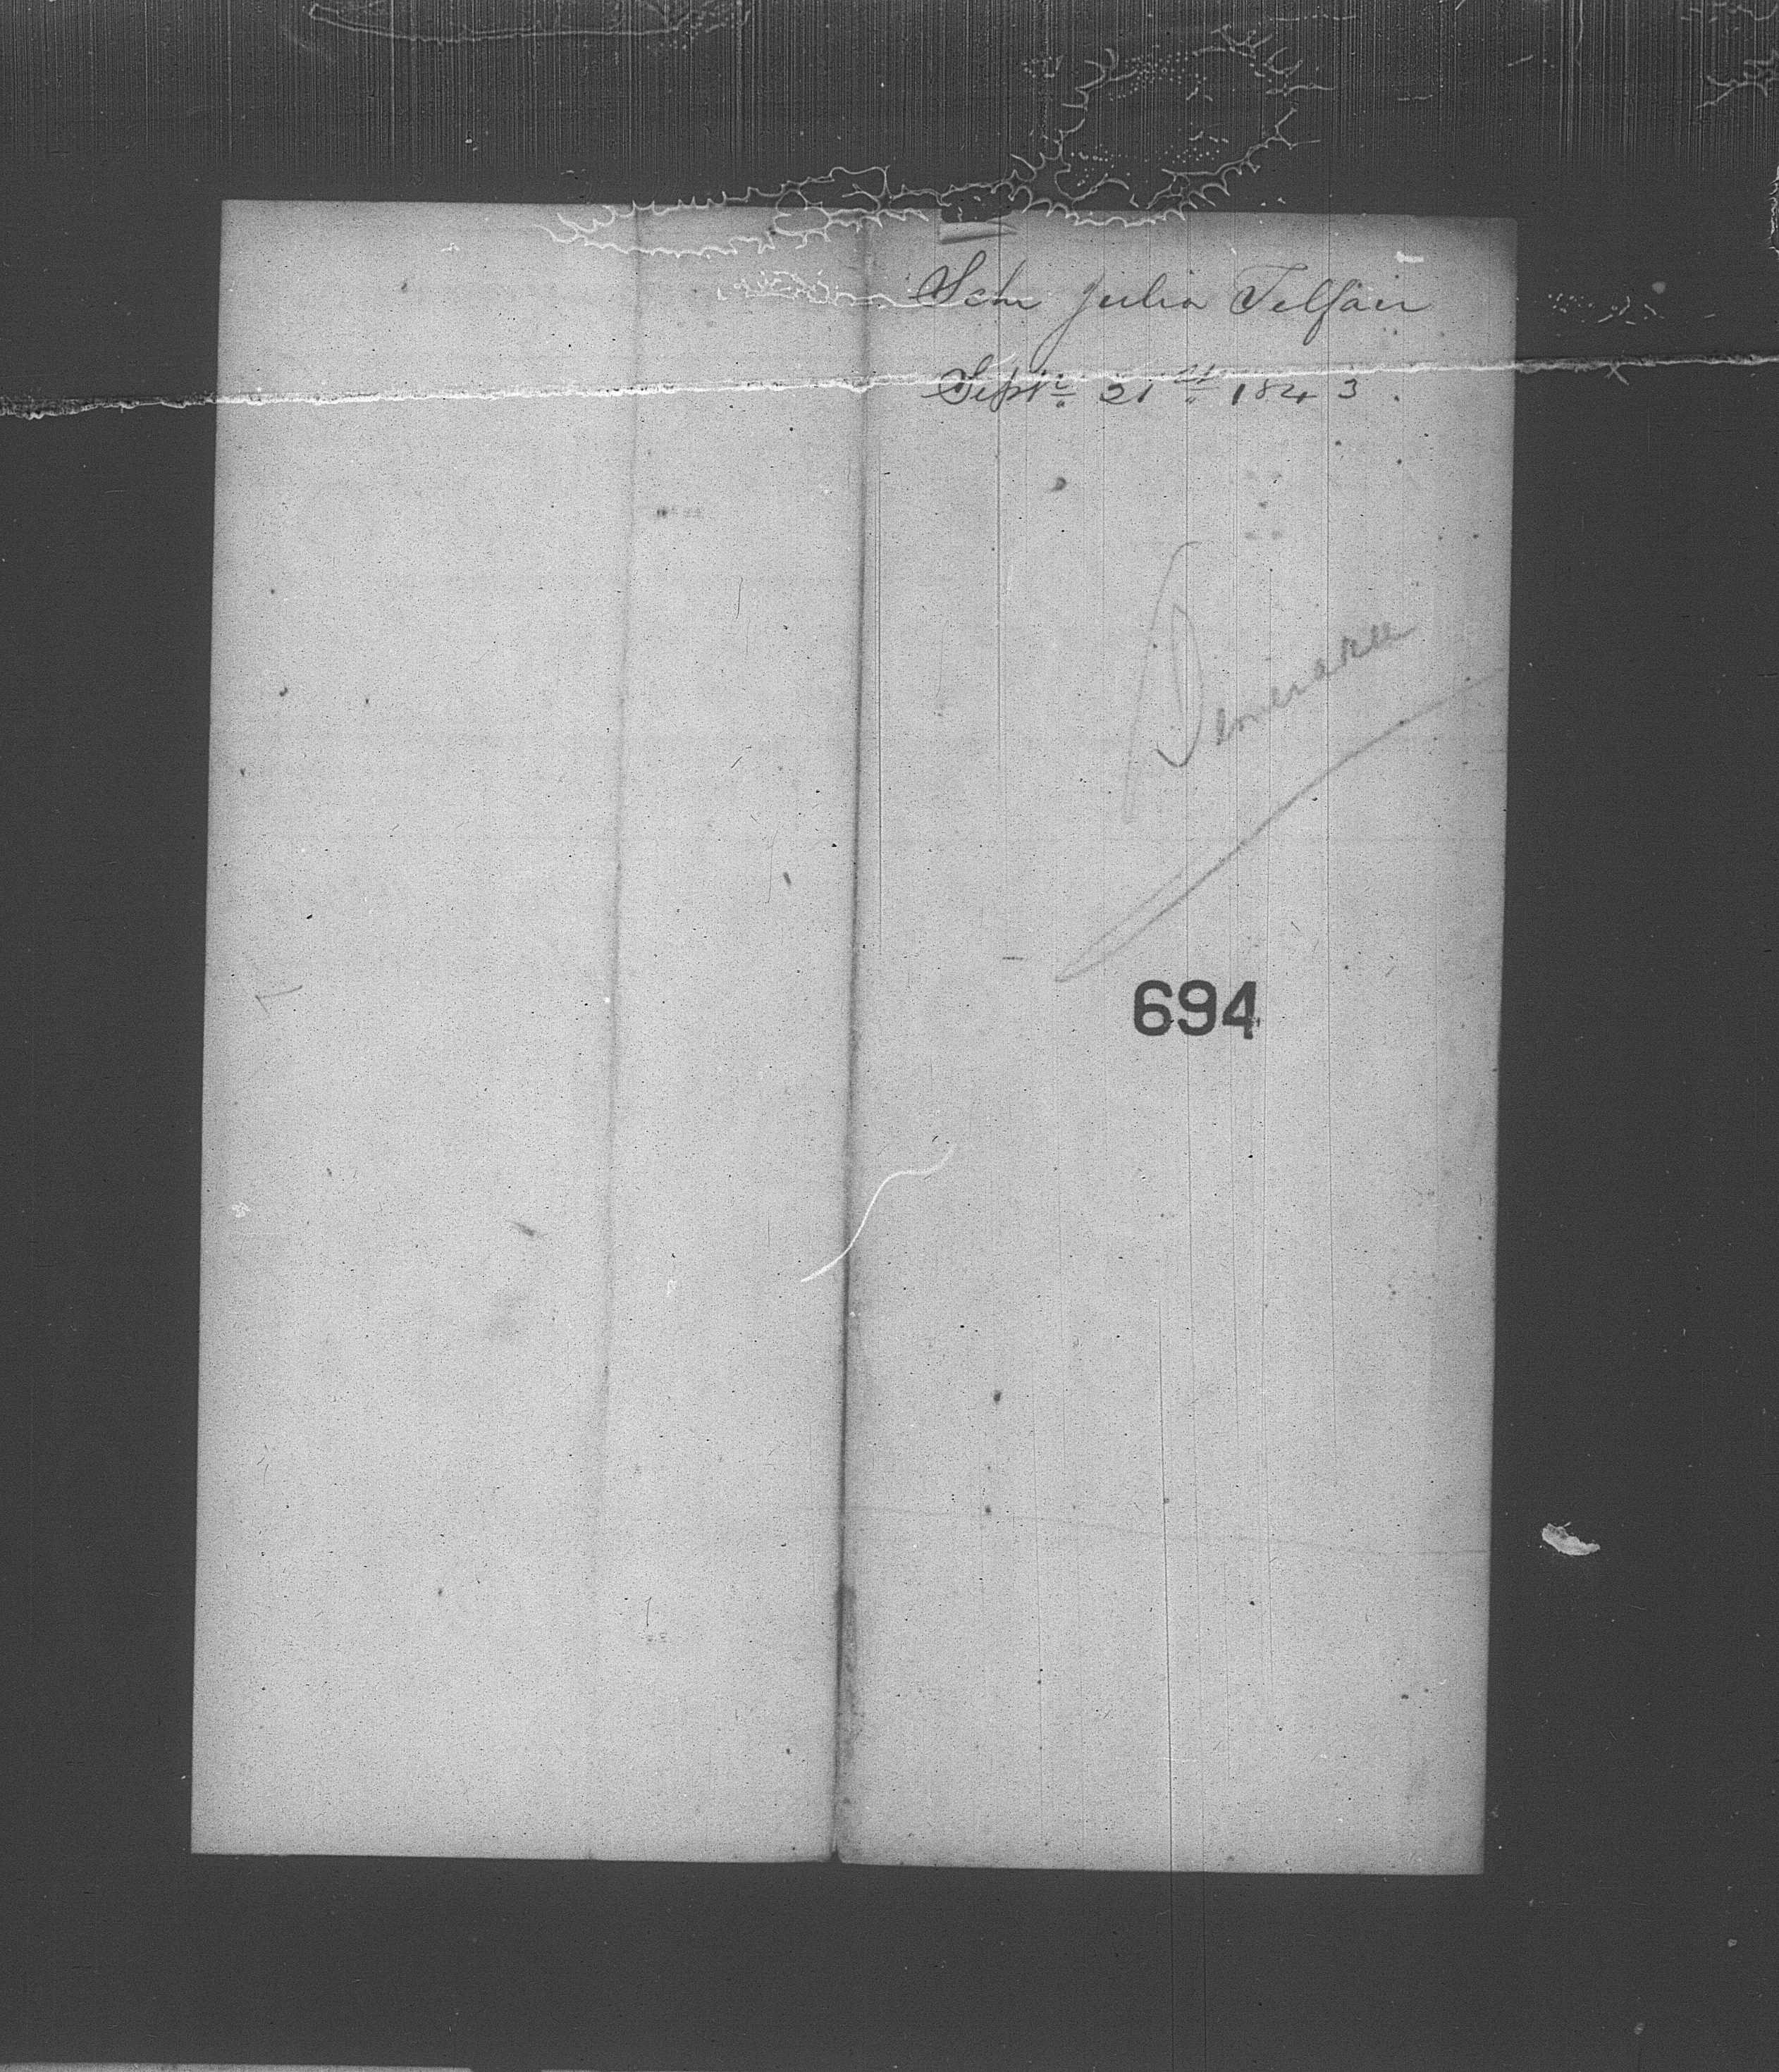 Schr Julia Telfair
Septr 21st 1843.
Demerara
694